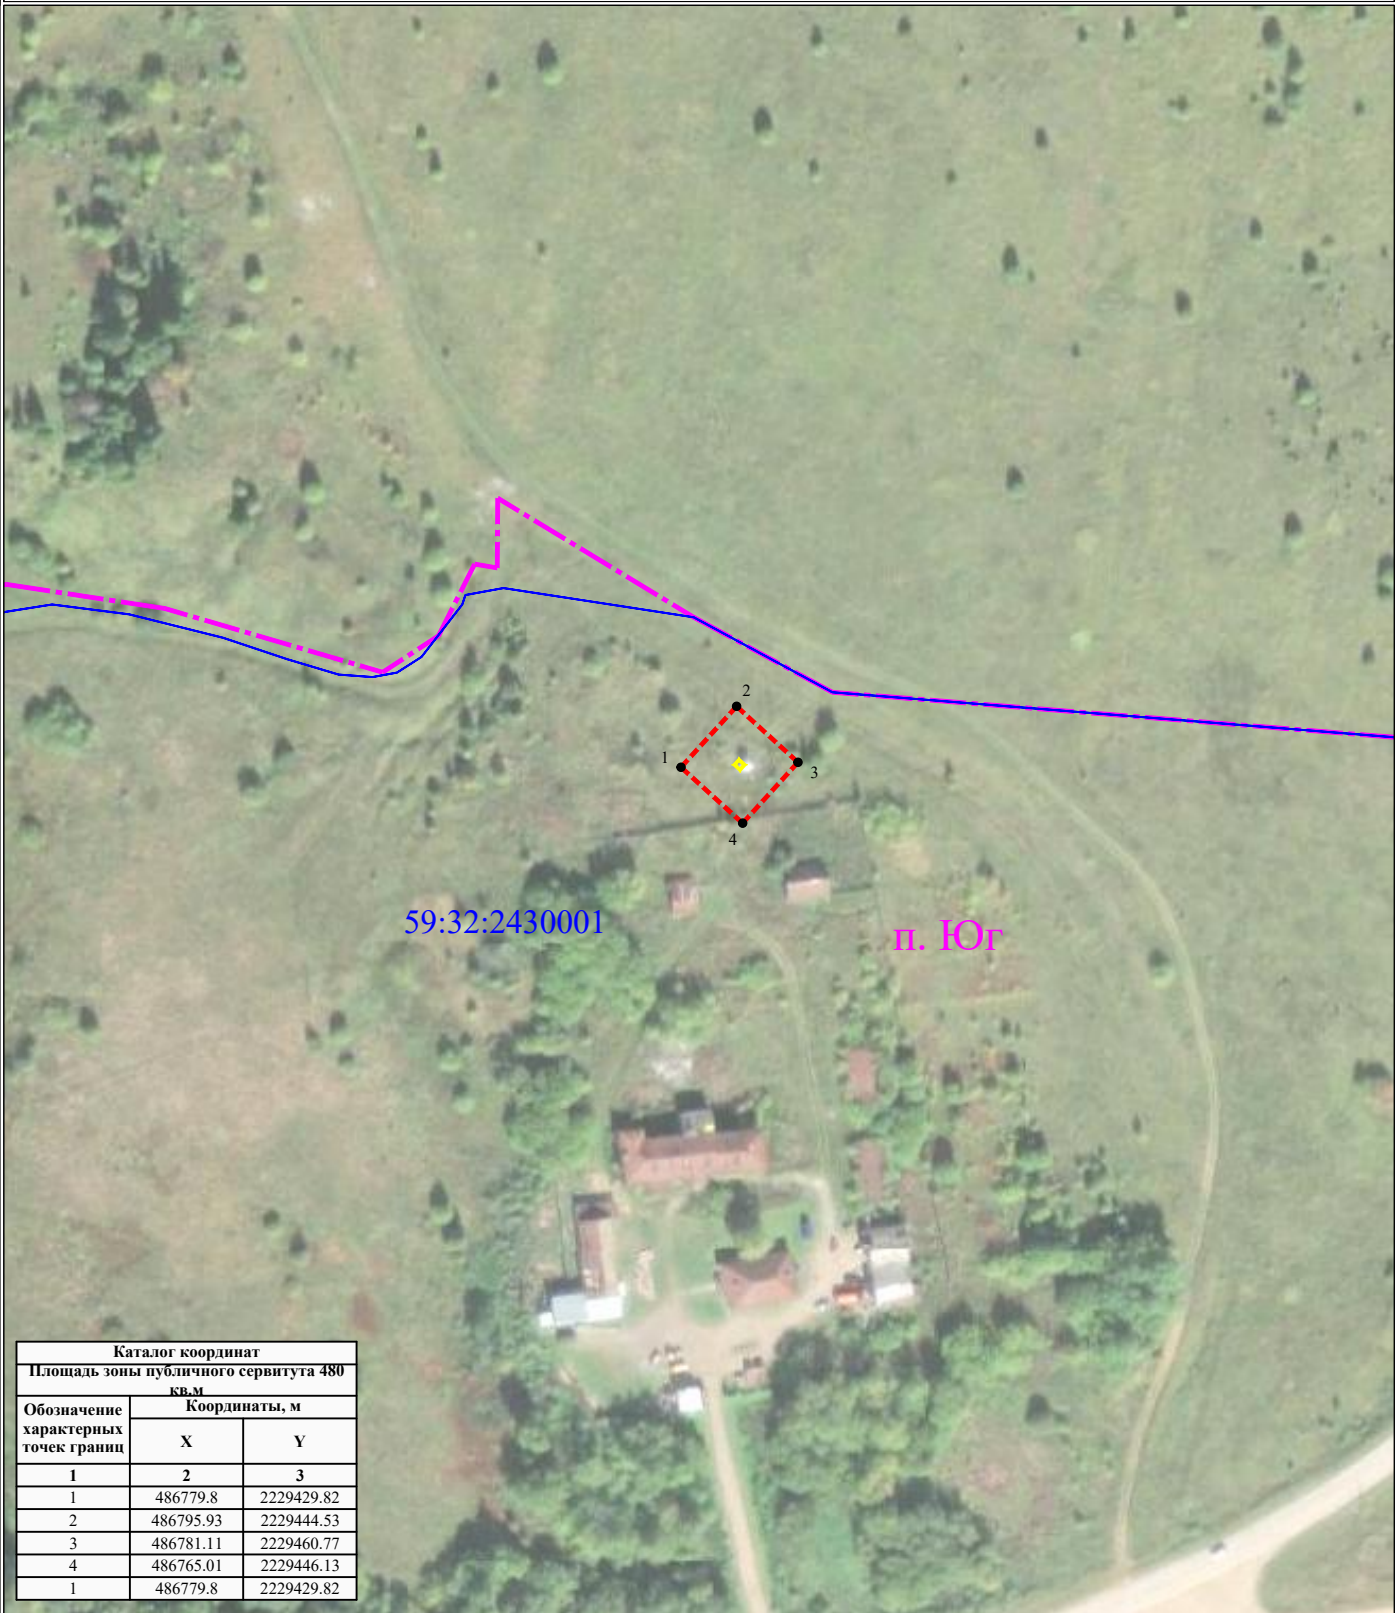 2
1
3
4
59:32:2430001
п. Юг
Каталог координат
Площадь зоны публичного сервитута 480
кв.м
Обозначение
характерных
точек границ
Координаты, м
X Y
1 2 3
1 486779.8 2229429.82
2 486795.93 2229444.53
3 486781.11 2229460.77
4 486765.01 2229446.13
1 486779.8 2229429.82